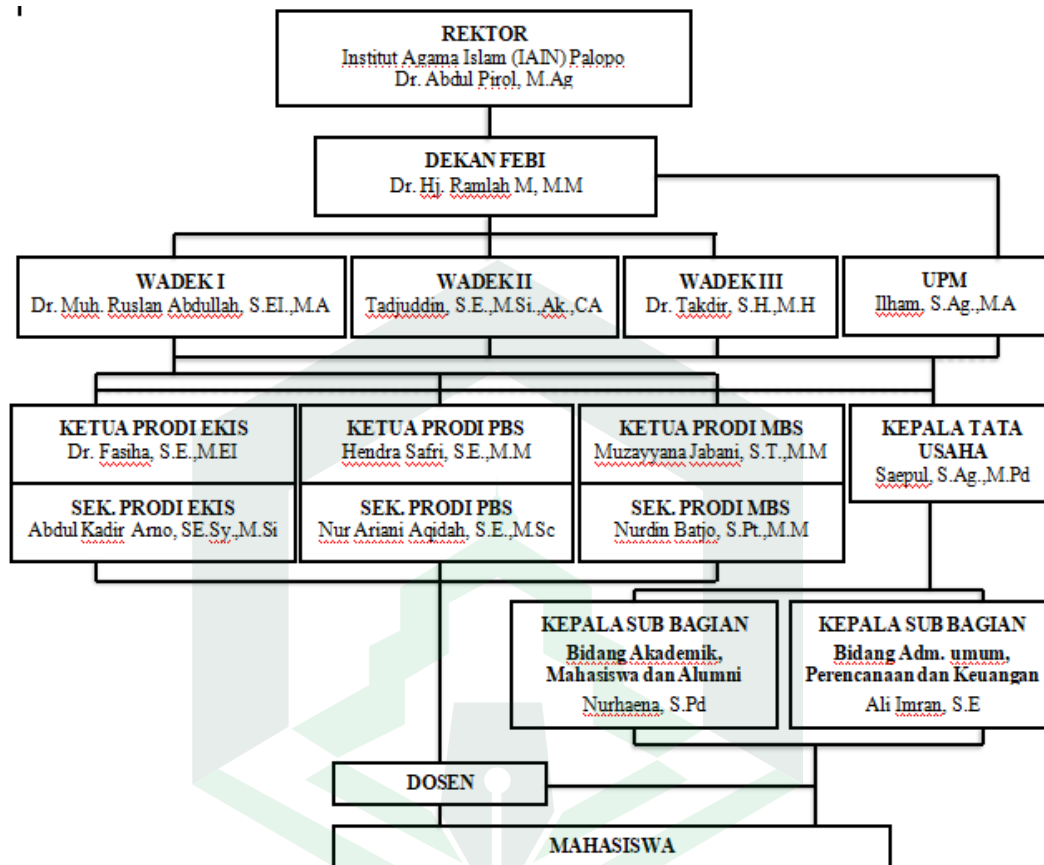 REKTOR
Institut Agama Islam (IAIN) Palopo
Dr. Abdul Pirol, M.Ag
DEKAN FEBI
Dr. Hj. Ramlah M, M.M
WADEK I
Dr. Muh. Ruslan Abdullah, S.EI.,M.A
WADEK II
Tadjuddin, S.E.,M.Si.,Ak.,CA
WADEK III
Dr. Takdir, S.H.,M.H
UPM
Ilham, S.Ag.,M.A
KETUA PRODI EKIS
Dr. Fasiha, S.E.,M.EI
KETUA PRODI PBS
Hendra Safri, S.E.,M.M
KETUA PRODI MBS
Muzayyana Jabani, S.T.,M.M
KEPALA TATA
USAHA
Saepul, S.Ag.,M.Pd
SEK. PRODI EKIS
Abdul Kadir Arno, SE.Sy.,M.Si
SEK. PRODI PBS
Nur Ariani Aqidah, S.E.,M.Sc
SEK. PRODI MBS
Nurdin Batjo, S.Pt.,M.M
KEPALA SUB BAGIAN
Bidang Akademik,
Mahasiswa dan Alumni
Nurhaena, S.Pd
KEPALA SUB BAGIAN
Bidang Adm. umum,
Perencanaan dan Keuangan
Ali Imran, S.E
DOSEN
MAHASISWA